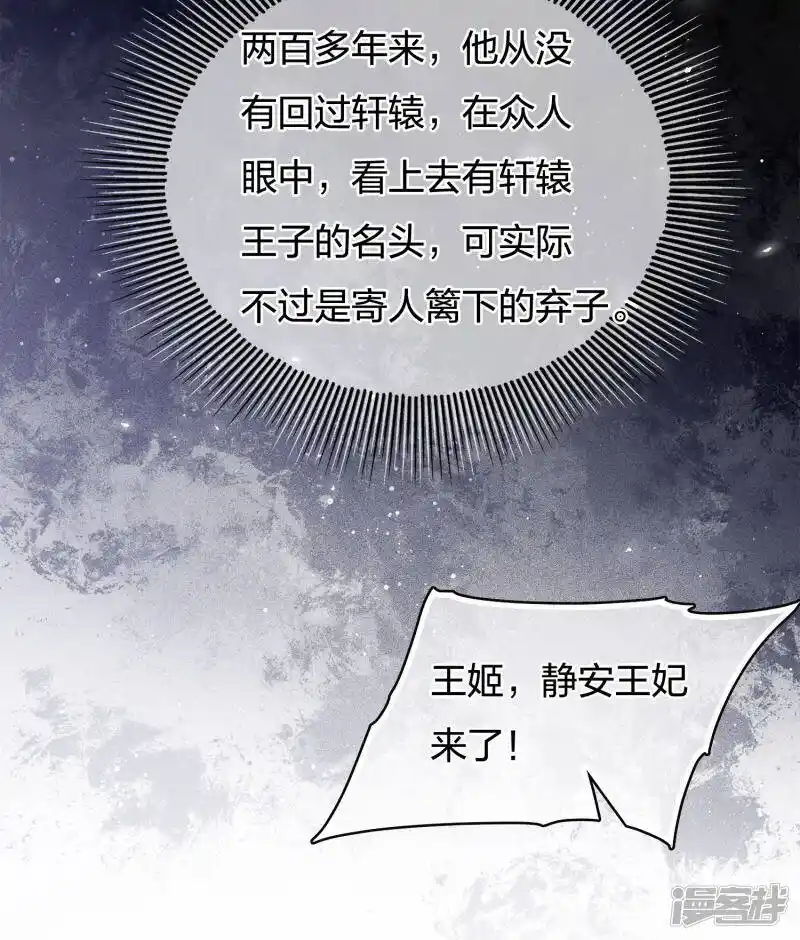 两百多年来，他从没
有回过轩辕，在众人
眼中，看上去有轩辕
王子的名头，可实际
不过是寄人篱下的弃子。
王姬，静安王妃
来了！
漫客栈